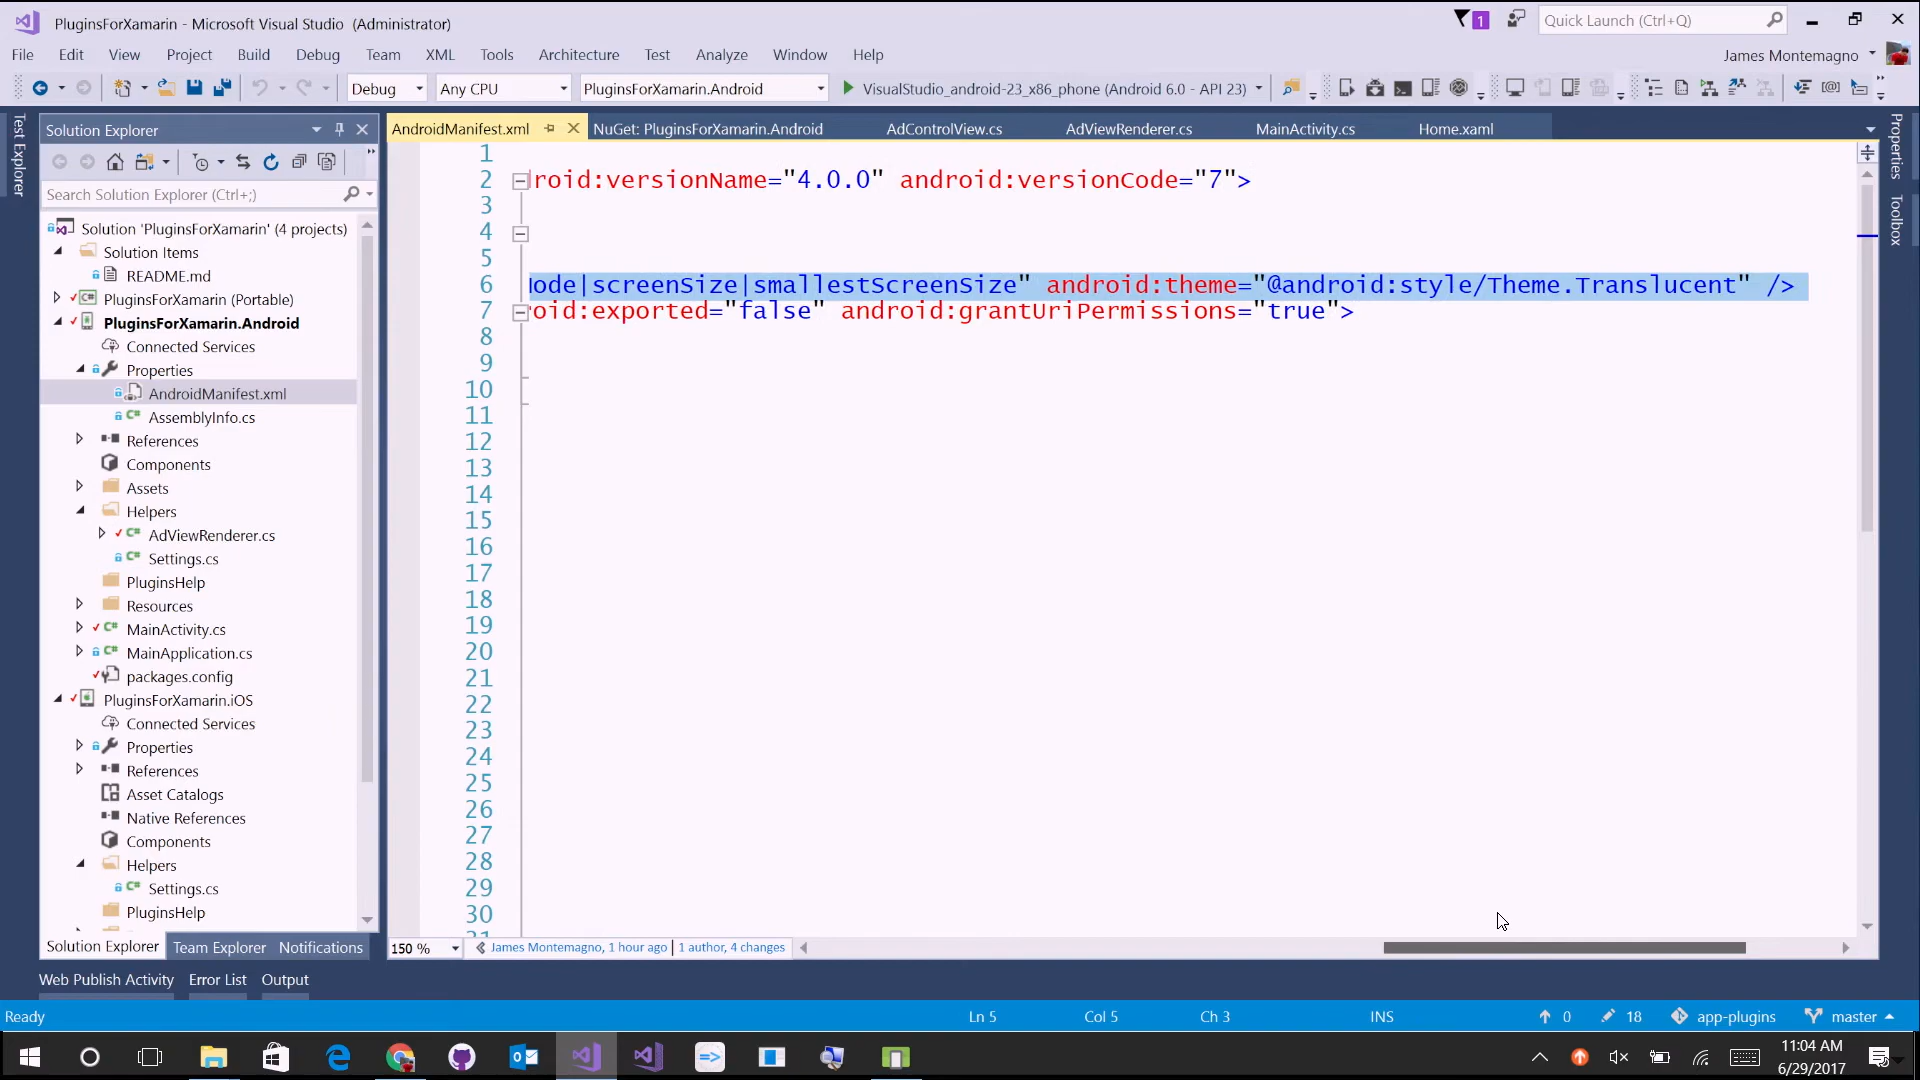 PluginsForXamarin - Microsoft Visual Studio (Administrator)
1
Quick Launch (Ctrl+Q)
File Edit View Project Build Debug Team XML Tools Architecture Test Analyze Window Help
James Montemagno
Debug
Any CPU
PluginsForXamarin.Android
VisualStudio_android-23_x86_phone (Android 6.0 - API 23)
Test Explorer
Solution Explorer
Search Solution Explorer (Ctrl+;)
Solution 'PluginsForXamarin' (4 projects)
Solution Items
README.md
PluginsForXamarin (Portable)
PluginsForXamarin.Android
Connected Services
Properties
AndroidManifest.xml
AssemblyInfo.cs
References
Components
Assets
Helpers
AdViewRenderer.cs
Settings.cs
PluginsHelp
Resources
MainActivity.cs
MainApplication.cs
packages.config
PluginsForXamarin.iOS
Connected Services
Properties
References
Asset Catalogs
Native References
Components
Helpers
Settings.cs
PluginsHelp
Solution Explorer Team Explorer Notifications
AndroidManifest.xml NuGet: PluginsForXamarin.Android AdControlView.cs AdViewRenderer.cs MainActivity.cs Home.xaml
1
2 roid:versionName="4.0.0" android:versionCode="7">
3
4
5
6 ode|screenSize|smallestScreenSize" android:theme="@android:style/Theme.Translucent" />
7 oid:exported="false" android:grantUriPermissions="true">
8
9
10
11
12
13
14
15
16
17
18
19
20
21
22
23
24
25
26
27
28
29
30
150 %
James Montemagno, 1 hour ago | 1 author, 4 changes
Properties
Toolbox
Web Publish Activity Error List Output
Ready
Ln 5 Col 5 Ch 3 INS
0 18 app-plugins master
11:04 AM
6/29/2017